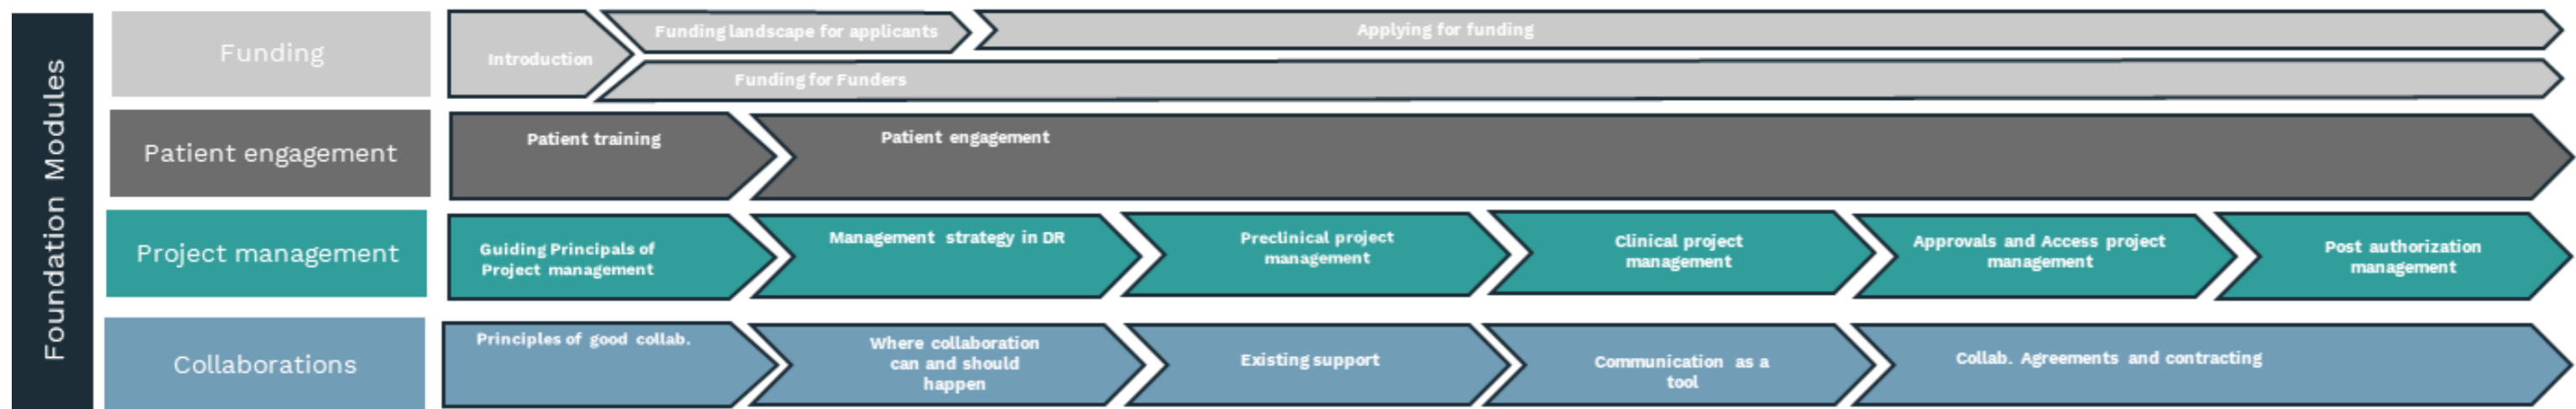 Foundation Modules
Funding
Introduction
Funding landscape for applicants
Applying for funding
Funding for Funders
Patient engagement
Patient training
Patient engagement
Project management
Guiding Principals of
Project management
Management strategy in DR
Preclinical project
management
Clinical project
management
Approvals and Access project
management
Post authorization
management
Collaborations
Principles of good collab.
Where collaboration
can and should
happen
Existing support
Communication as a
tool
Collab. Agreements and contracting